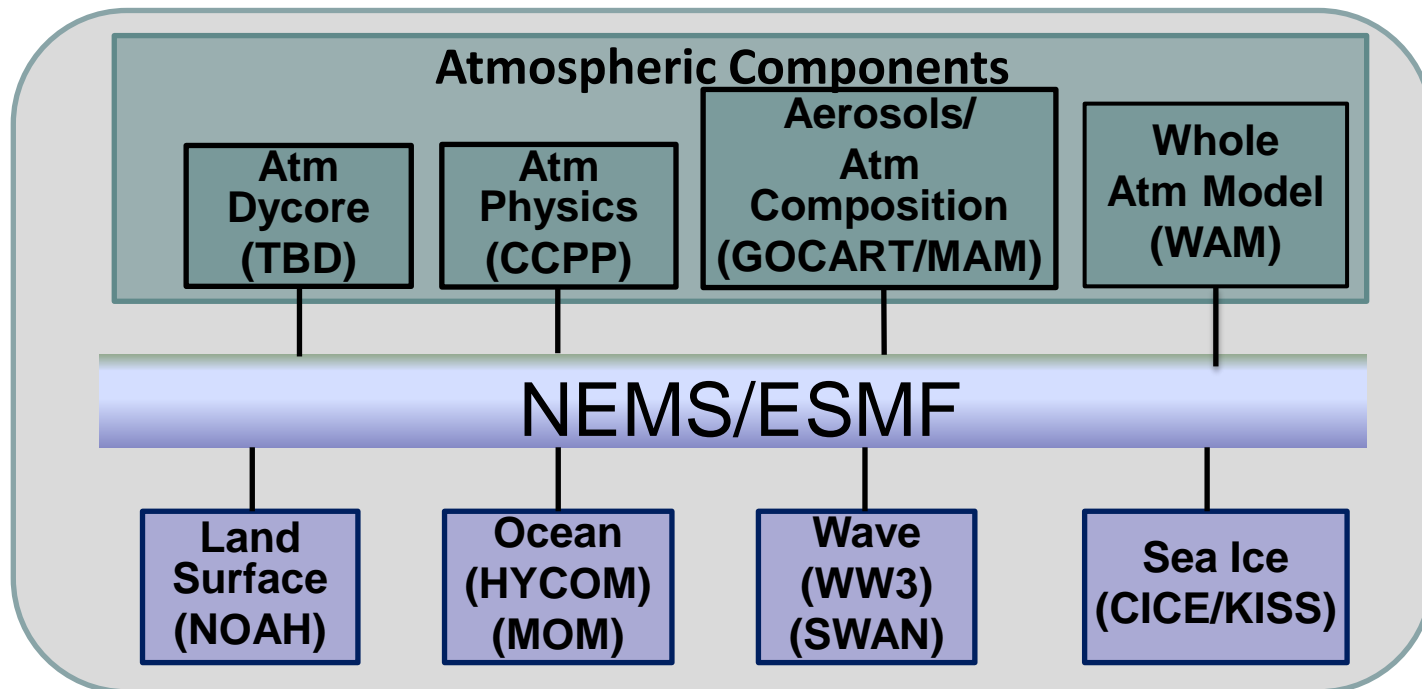 Atmospheric Components
Atm
Dycore
(TBD)
Atm
Physics
(CCPP)
Aerosols/
Atm
Composition
(GOCART/MAM)
Whole
Atm Model
(WAM)
NEMS/ESMF
Land
Surface
(NOAH)
Ocean
(HYCOM)
(MOM)
Wave
(WW3)
(SWAN)
Sea Ice
(CICE/KISS)